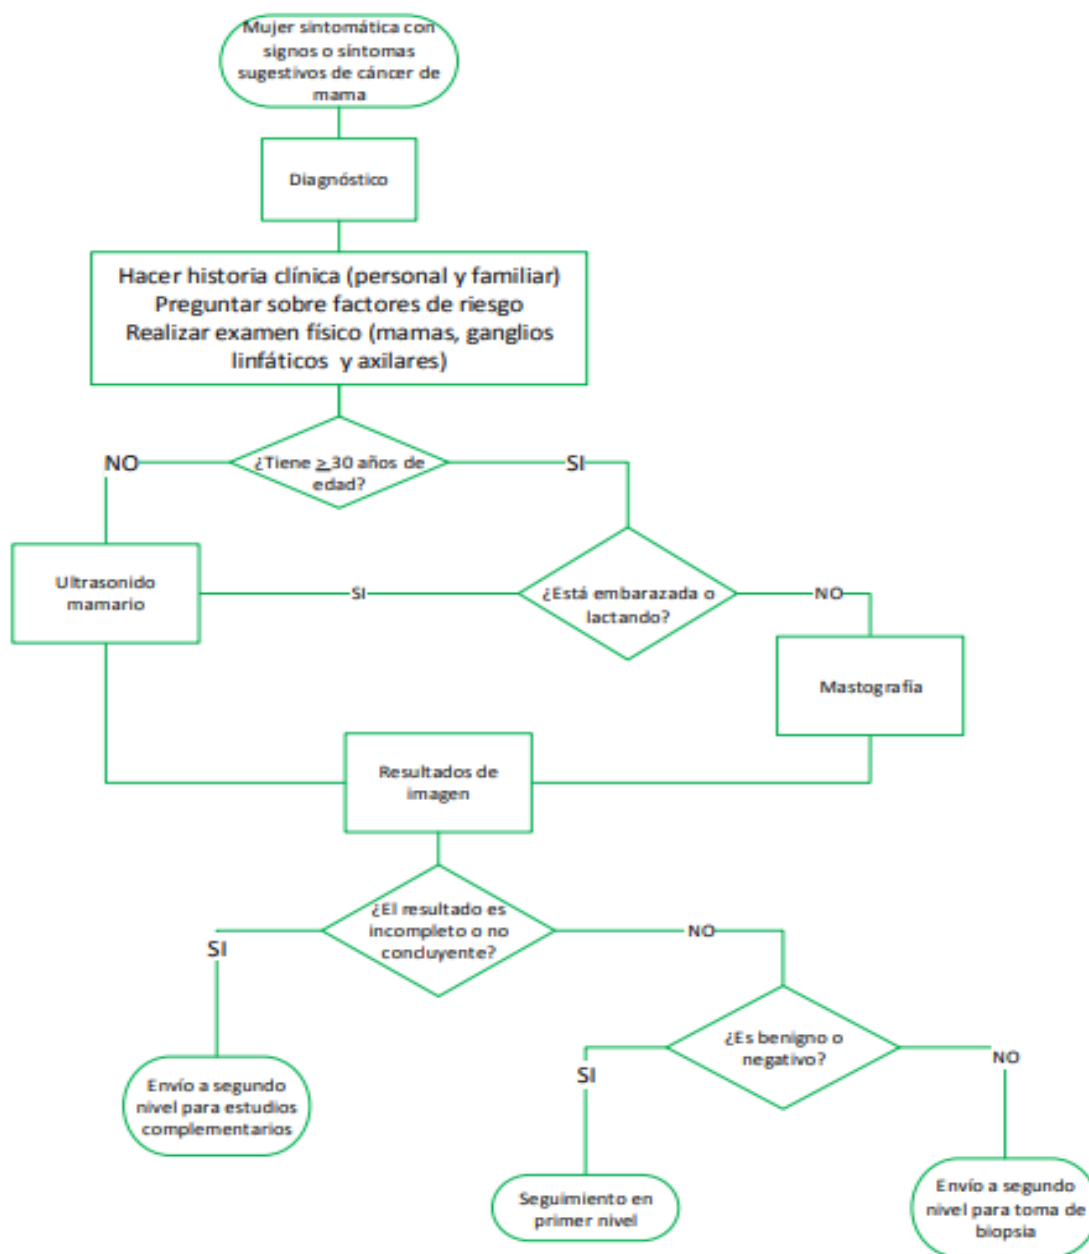 Mujer sintomática con
signos o síntomas
sugestivos de cáncer de
mama
Diagnóstico
Hacer historia clínica (personal y familiar)
Preguntar sobre factores de riesgo
Realizar examen físico (mamas, ganglios
linfáticos y axilares)
¿Tiene ≥ 30 años de
edad?
NO
SI
Ultrasonido
mamario
SI
¿Está embarazada o
lactando?
NO
Mastografía
Resultados de
imagen
¿El resultado es
incompleto o no
concluyente?
SI
NO
¿Es benigno o
negativo?
SI
NO
Envío a segundo
nivel para estudios
complementarios
Seguimiento en
primer nivel
Envío a segundo
nivel para toma de
biopsia